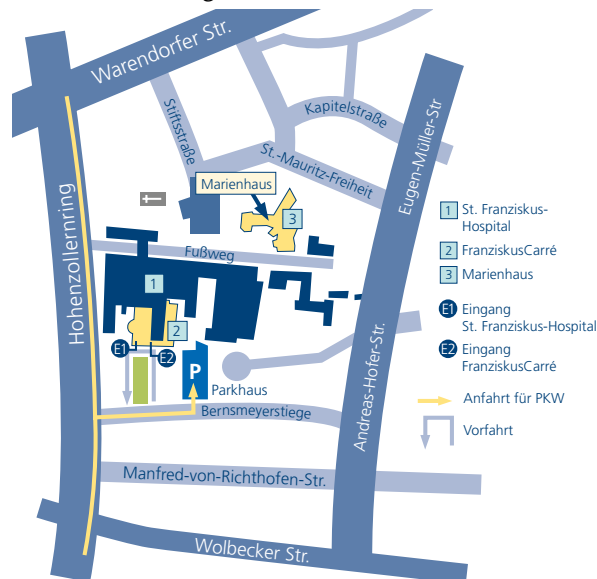 Warendorfer Str.
Stiftsstraße
Kapitelstraße
St.-Mauritz-Freiheit
Eugen-Müller-Str
Marienhaus
3
Fußweg
Hohenzollernring
1
2
E1
E2
P
Parkhaus
Bernsmeyerstiege
Andreas-Hofer-Str.
Manfred-von-Richthofen-Str.
Wolbecker Str.
1 St. Franziskus-
Hospital
2 FranziskusCarré
3 Marienhaus
E1 Eingang
St. Franziskus-Hospital
E2 Eingang
FranziskusCarré
Anfahrt für PKW
Vorfahrt